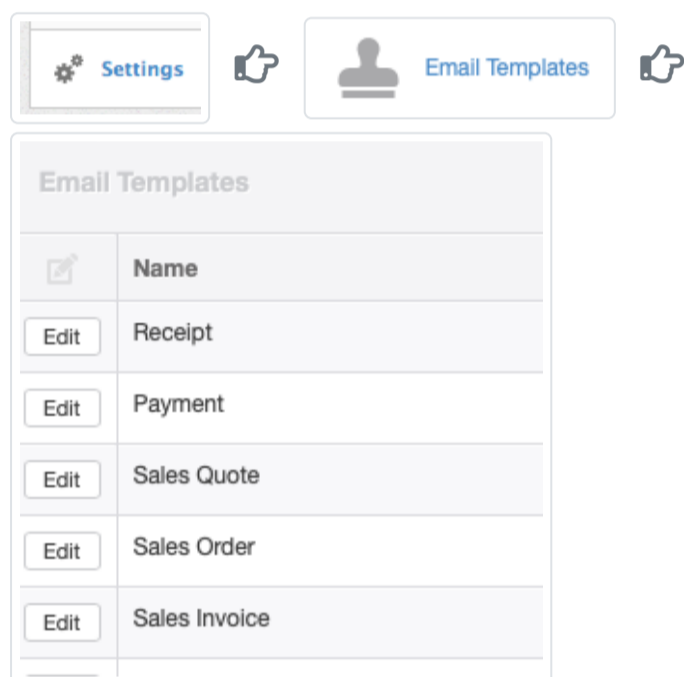 Settings
Email Templates
Email Templates
Name
Edit Receipt
Edit Payment
Edit Sales Quote
Edit Sales Order
Edit Sales Invoice